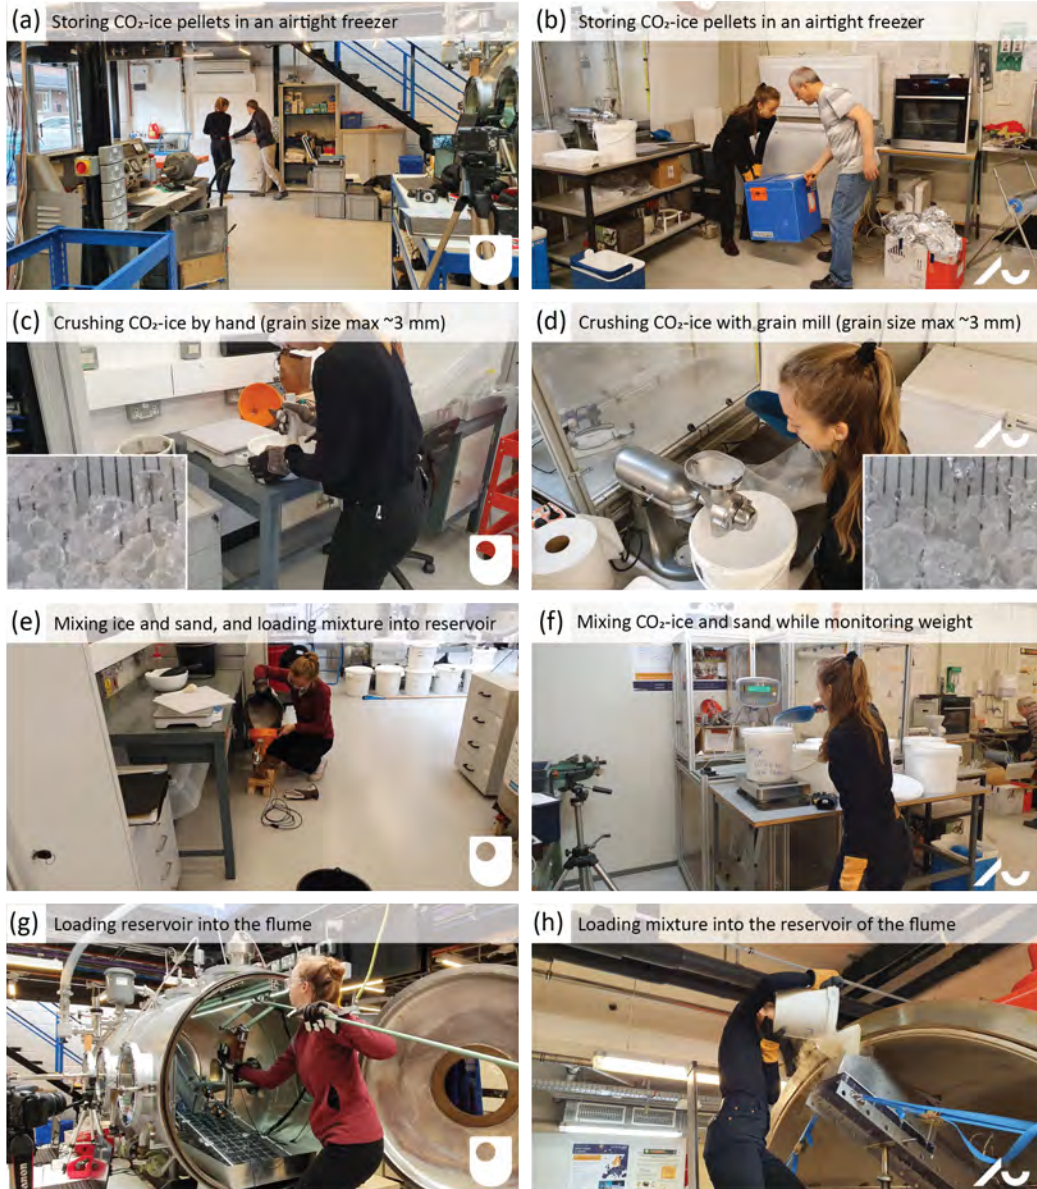 (a) Storing CO₂-ice pellets in an airtight freezer
(b) Storing CO₂-ice pellets in an airtight freezer
(c) Crushing CO₂-ice by hand (grain size max ~3 mm)
(d) Crushing CO₂-ice with grain mill (grain size max ~3 mm)
(e) Mixing ice and sand, and loading mixture into reservoir
(f) Mixing CO₂-ice and sand while monitoring weight
(g) Loading reservoir into the flume
(h) Loading mixture into the reservoir of the flume
Canon